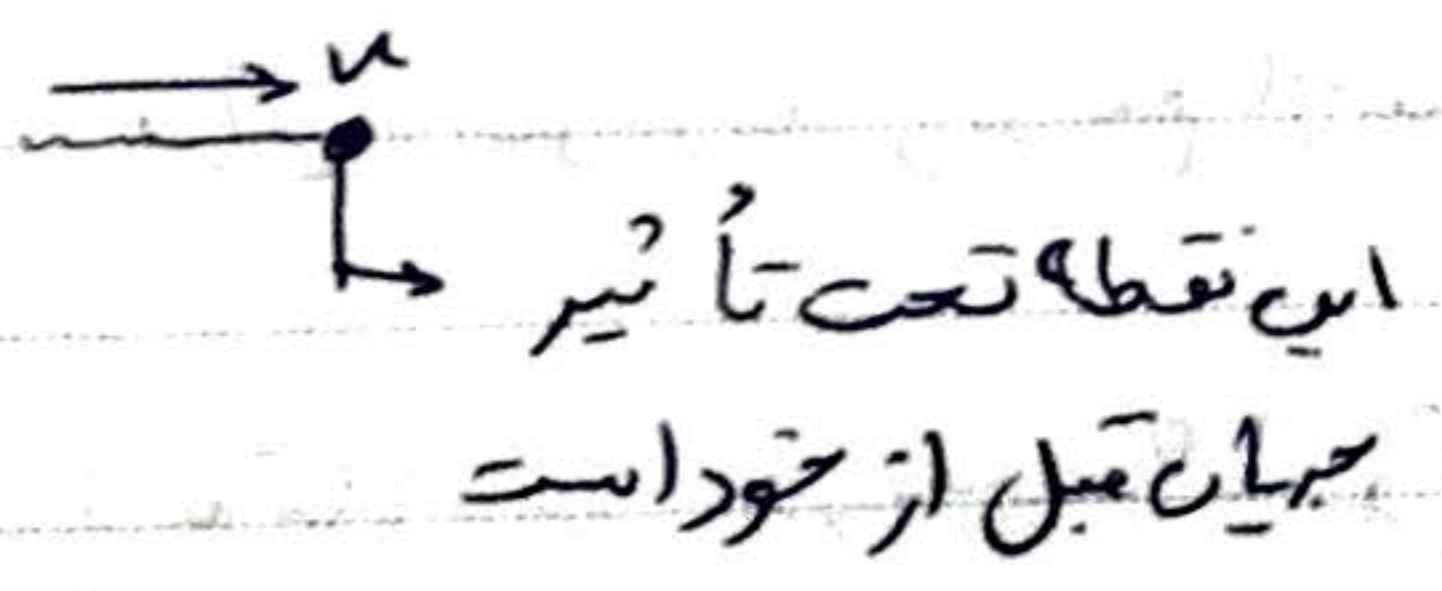 u
این نقطه تحت تأثیر
جریان قبل از خود است